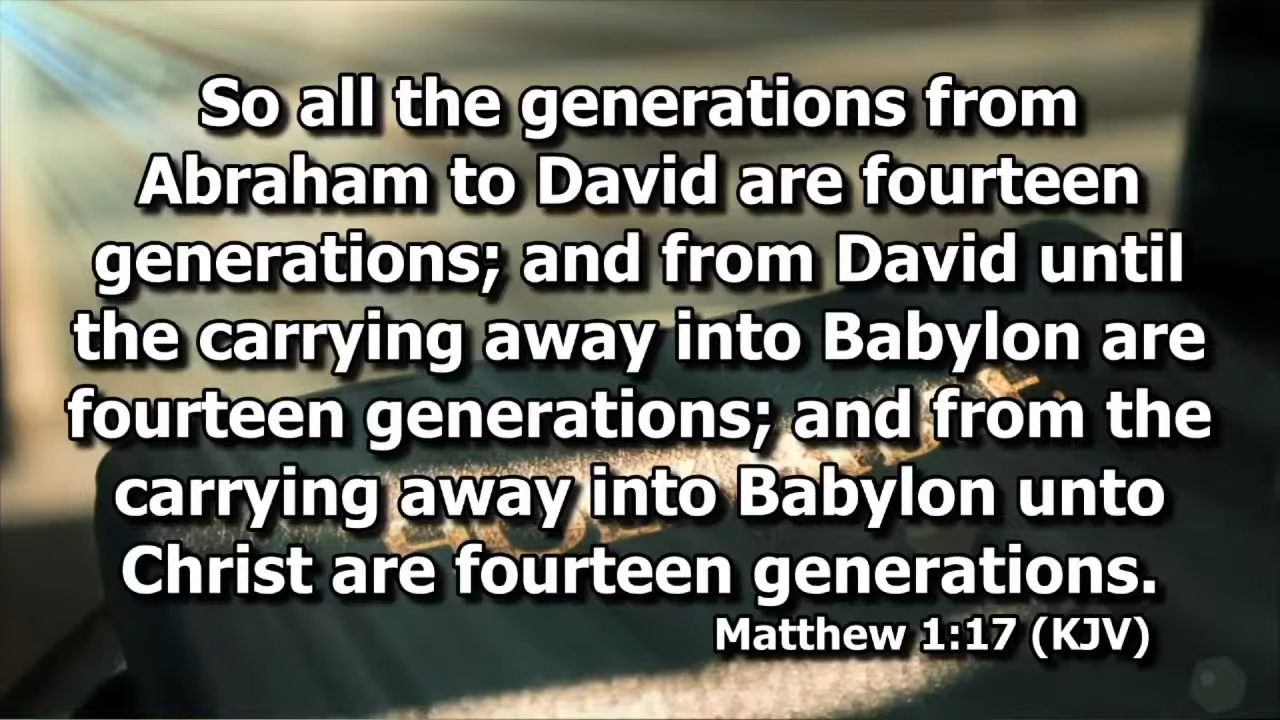 So all the generations from
Abraham to David are fourteen
generations; and from David until
the carrying away into Babylon are
fourteen generations; and from the
carrying away into Babylon unto
Christ are fourteen generations.
Matthew 1:17 (KJV)